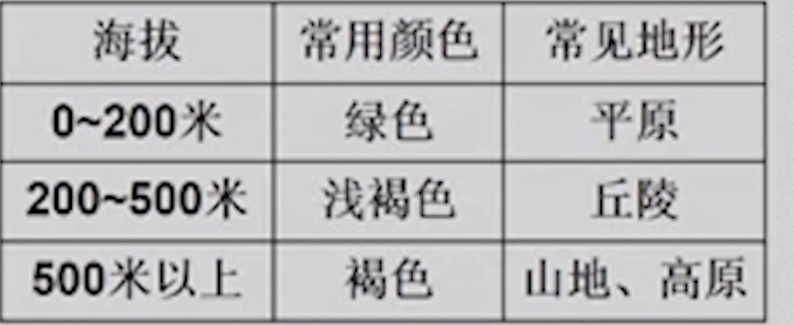 海拔 常用颜色 常见地形
0~200米 绿色 平原
200~500米 浅褐色 丘陵
500米以上 褐色 山地、高原